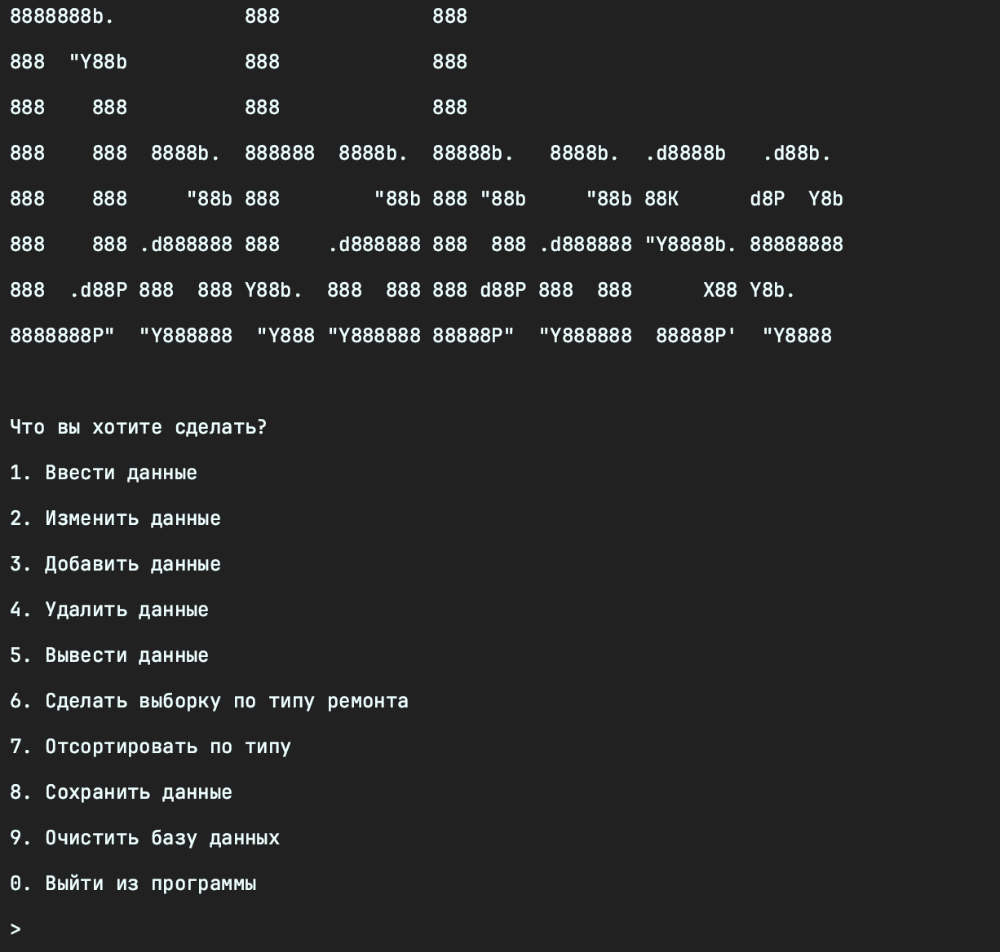 8888888b.           888             888
888  "Y88b          888             888
888    888          888             888
888    888  8888b.  888888  8888b.  88888b.   8888b.  .d8888b   .d88b.
888    888     "88b 888        "88b 888 "88b     "88b 88K      d8P  Y8b
888    888 .d888888 888    .d888888 888  888 .d888888 "Y8888b. 88888888
888  .d88P 888  888 Y88b.  888  888 888 d88P 888  888      X88 Y8b.
8888888P"  "Y888888  "Y888 "Y888888 88888P"  "Y888888  88888P'  "Y8888
Что вы хотите сделать?
1. Ввести данные
2. Изменить данные
3. Добавить данные
4. Удалить данные
5. Вывести данные
6. Сделать выборку по типу ремонта
7. Отсортировать по типу
8. Сохранить данные
9. Очистить базу данных
0. Выйти из программы
>